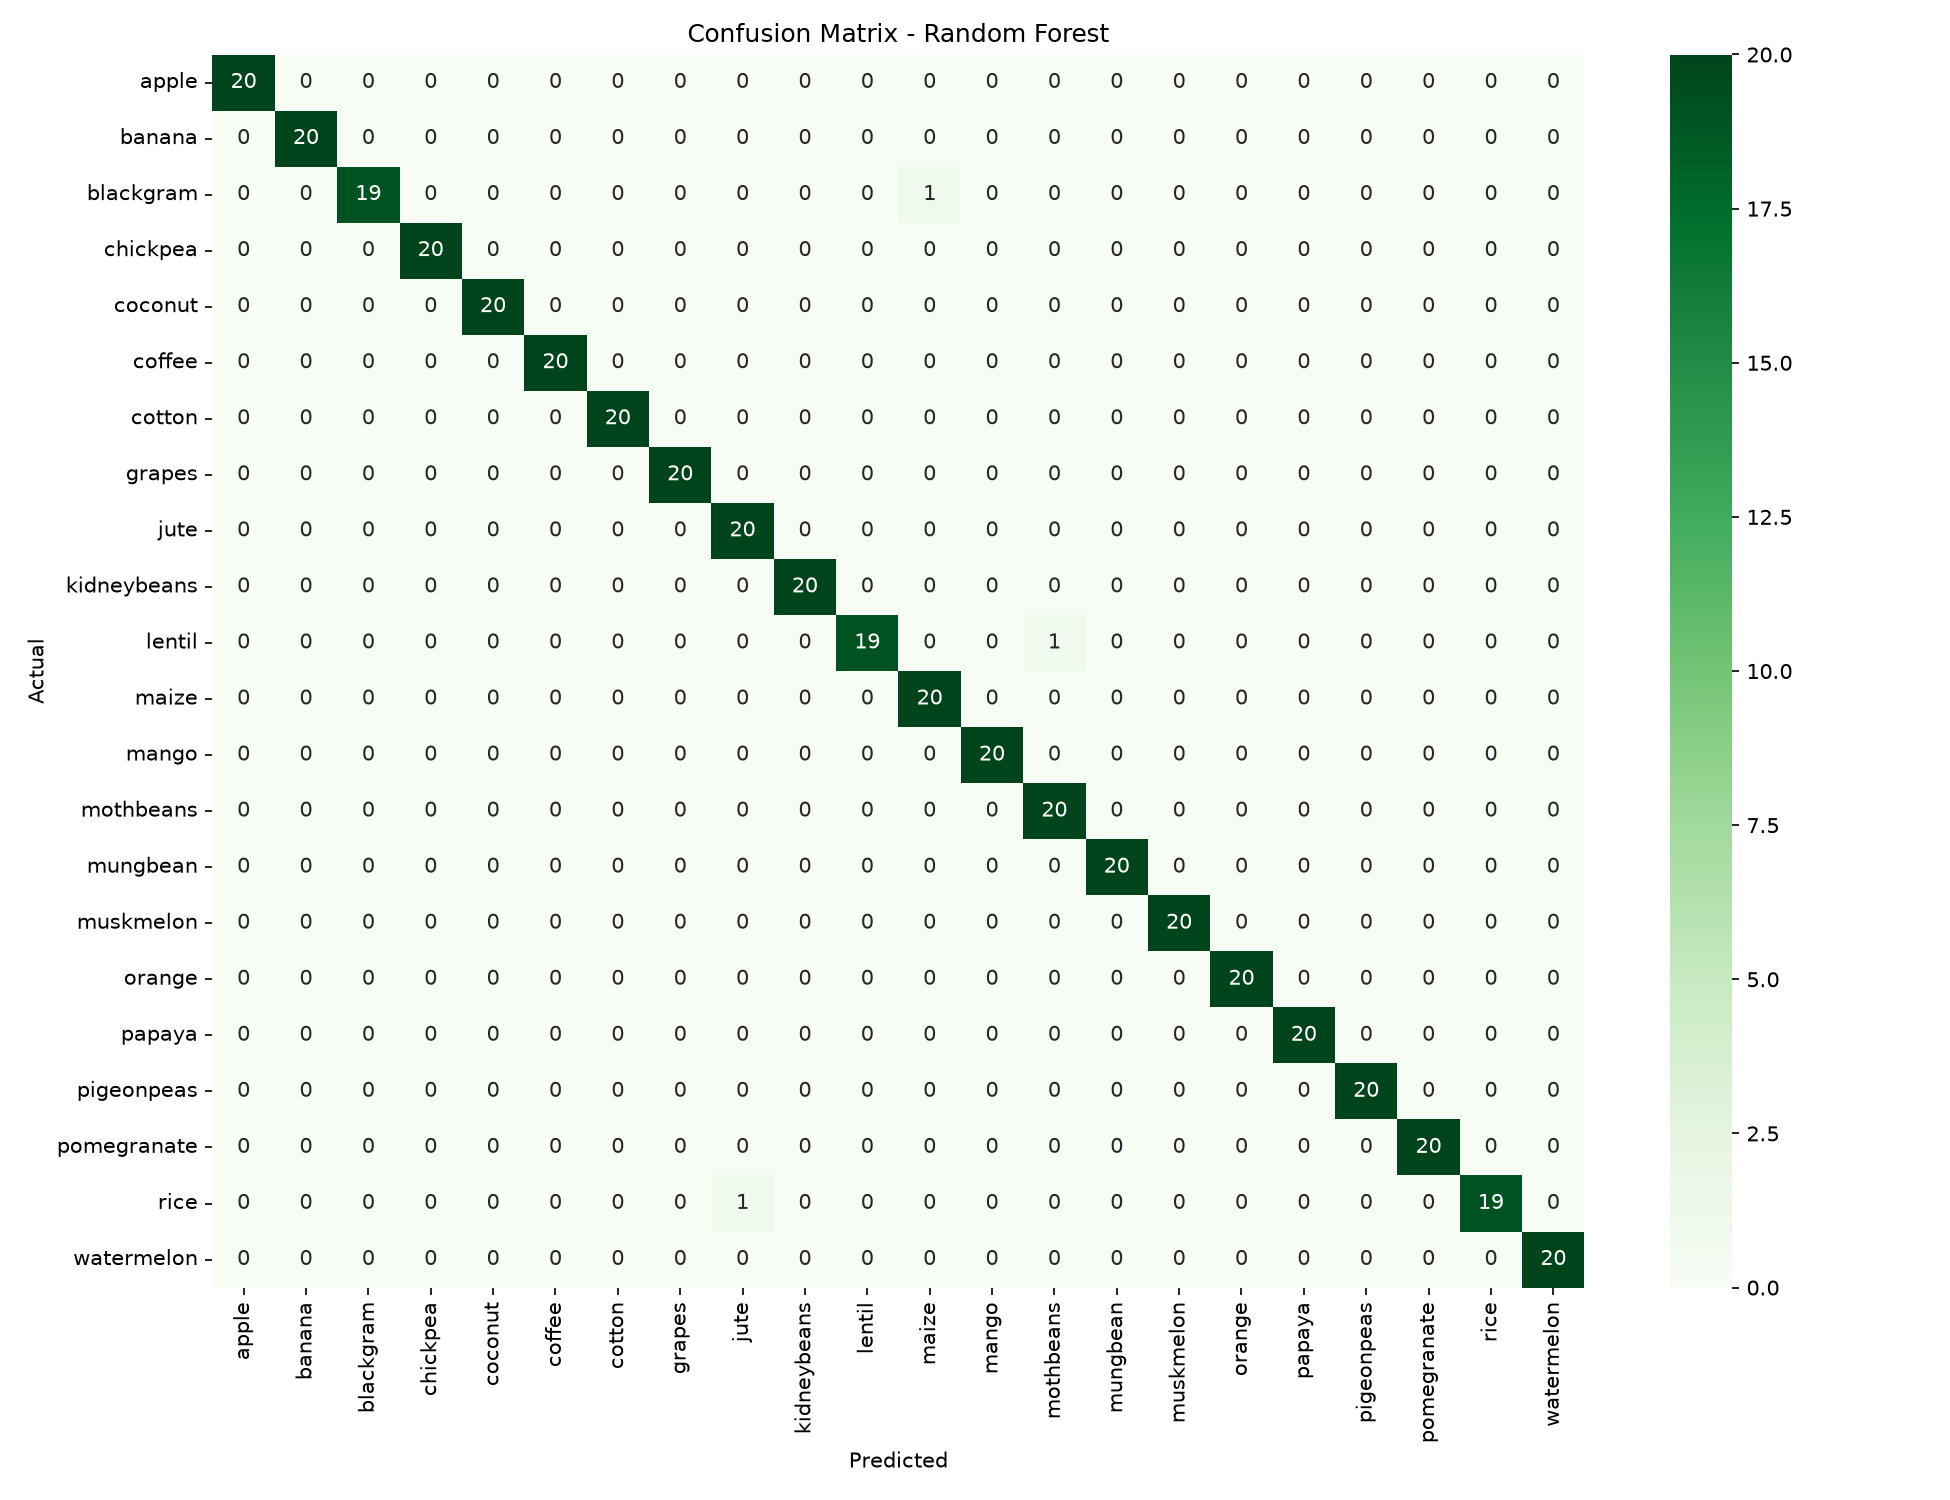 Confusion Matrix - Random Forest
apple 20 0 0 0 0 0 0 0 0 0 0 0 0 0 0 0 0 0 0 0 0 0
banana 0 20 0 0 0 0 0 0 0 0 0 0 0 0 0 0 0 0 0 0 0 0
blackgram 0 0 19 0 0 0 0 0 0 0 0 1 0 0 0 0 0 0 0 0 0 0
chickpea 0 0 0 20 0 0 0 0 0 0 0 0 0 0 0 0 0 0 0 0 0 0
coconut 0 0 0 0 20 0 0 0 0 0 0 0 0 0 0 0 0 0 0 0 0 0
coffee 0 0 0 0 0 20 0 0 0 0 0 0 0 0 0 0 0 0 0 0 0 0
cotton 0 0 0 0 0 0 20 0 0 0 0 0 0 0 0 0 0 0 0 0 0 0
grapes 0 0 0 0 0 0 0 20 0 0 0 0 0 0 0 0 0 0 0 0 0 0
jute 0 0 0 0 0 0 0 0 20 0 0 0 0 0 0 0 0 0 0 0 0 0
kidneybeans 0 0 0 0 0 0 0 0 0 20 0 0 0 0 0 0 0 0 0 0 0 0
lentil 0 0 0 0 0 0 0 0 0 0 19 0 0 1 0 0 0 0 0 0 0 0
maize 0 0 0 0 0 0 0 0 0 0 0 20 0 0 0 0 0 0 0 0 0 0
mango 0 0 0 0 0 0 0 0 0 0 0 0 20 0 0 0 0 0 0 0 0 0
mothbeans 0 0 0 0 0 0 0 0 0 0 0 0 0 20 0 0 0 0 0 0 0 0
mungbean 0 0 0 0 0 0 0 0 0 0 0 0 0 0 20 0 0 0 0 0 0 0
muskmelon 0 0 0 0 0 0 0 0 0 0 0 0 0 0 0 20 0 0 0 0 0 0
orange 0 0 0 0 0 0 0 0 0 0 0 0 0 0 0 0 20 0 0 0 0 0
papaya 0 0 0 0 0 0 0 0 0 0 0 0 0 0 0 0 0 20 0 0 0 0
pigeonpeas 0 0 0 0 0 0 0 0 0 0 0 0 0 0 0 0 0 0 20 0 0 0
pomegranate 0 0 0 0 0 0 0 0 0 0 0 0 0 0 0 0 0 0 0 20 0 0
rice 0 0 0 0 0 0 0 0 1 0 0 0 0 0 0 0 0 0 0 0 19 0
watermelon 0 0 0 0 0 0 0 0 0 0 0 0 0 0 0 0 0 0 0 0 0 20
Actual
apple banana blackgram chickpea coconut coffee cotton grapes jute kidneybeans lentil maize mango mothbeans mungbean muskmelon orange papaya pigeonpeas pomegranate rice watermelon
Predicted
20.0
17.5
15.0
12.5
10.0
7.5
5.0
2.5
0.0